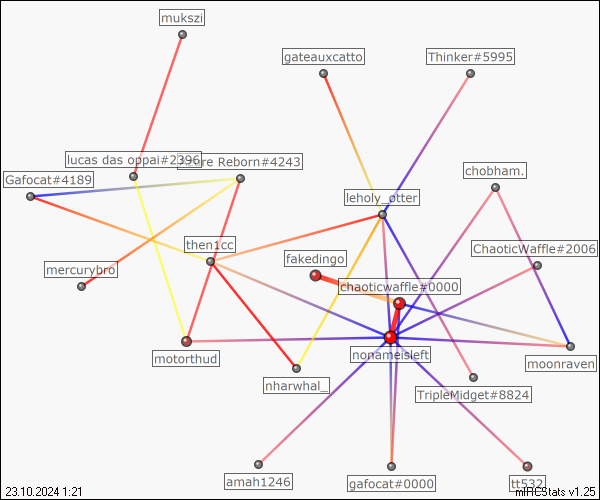 mukszi
gateauxcatto
Thinker#5995
lucas das oppai#2396
Reborn#4243
Gafocat#4189
chobham.
leholy_otter
then1cc
ChaoticWaffle#2006
fakedingo
mercurybro
chaoticwaffle#0000
motorthud
nonameisleft
moonraven
nharwhal_
TripleMidget#8824
amah1246
gafocat#0000
tt532
23.10.2024 1:21
mIRCStats v1.25